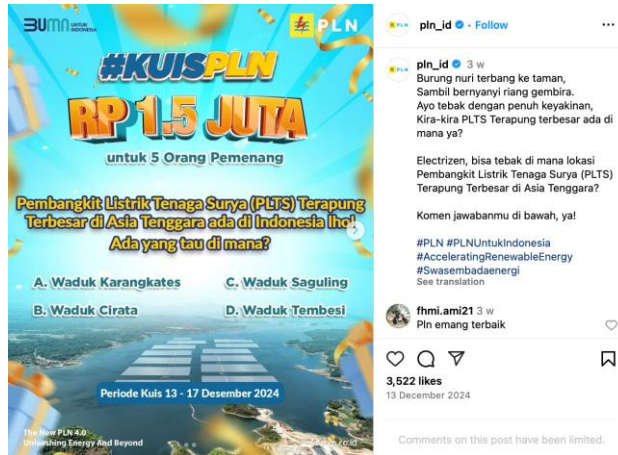 BUMN UNTUK INDONESIA
PLN
#KUISPLN
RP 1.5 JUTA
untuk 5 Orang Pemenang
Pembangkit Listrik Tenaga Surya (PLTS) Terapung
Terbesar di Asia Tenggara ada di Indonesia lho!
Ada yang tau di mana?
A. Waduk Karangkates
C. Waduk Saguling
B. Waduk Cirata
D. Waduk Tembesi
Periode Kuis 13 - 17 Desember 2024
The New PLN 4.0
Unleashing Energy And Beyond
pln_id • Follow
pln_id 3 w
Burung nuri terbang ke taman,
Sambil bernyanyi riang gembira.
Ayo tebak dengan penuh keyakinan,
Kira-kira PLTS Terapung terbesar ada di
mana ya?
Electrizen, bisa tebak di mana lokasi
Pembangkit Listrik Tenaga Surya (PLTS)
Terapung Terbesar di Asia Tenggara?
Komen jawabanmu di bawah, ya!
#PLN #PLNUntukIndonesia
#AcceleratingRenewableEnergy
#Swasembadaenergi
See translation
fhmi.ami21 3 w
Pln emang terbaik
3,522 likes
13 December 2024
Comments on this post have been limited.